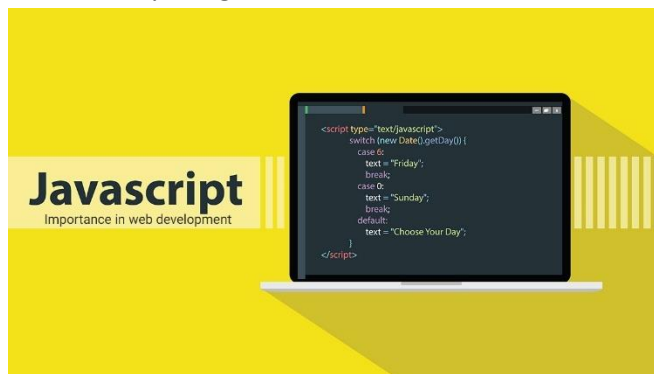 Javascript
Importance in web development
<script type="text/javascript">
switch (new Date().getDay()) {
case 6:
text = "Friday";
break;
case 0:
text = "Sunday";
break;
default:
text = "Choose Your Day";
}
</script>